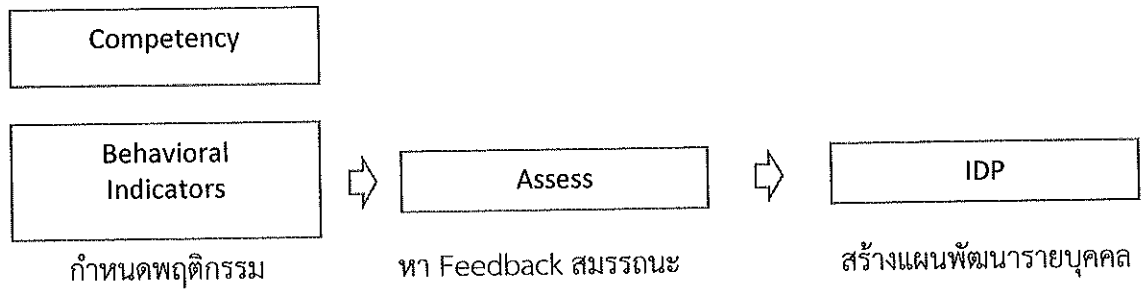 Competency
Behavioral
Indicators
Assess
IDP
กำหนดพฤติกรรม
หา Feedback สมรรถนะ
สร้างแผนพัฒนารายบุคคล